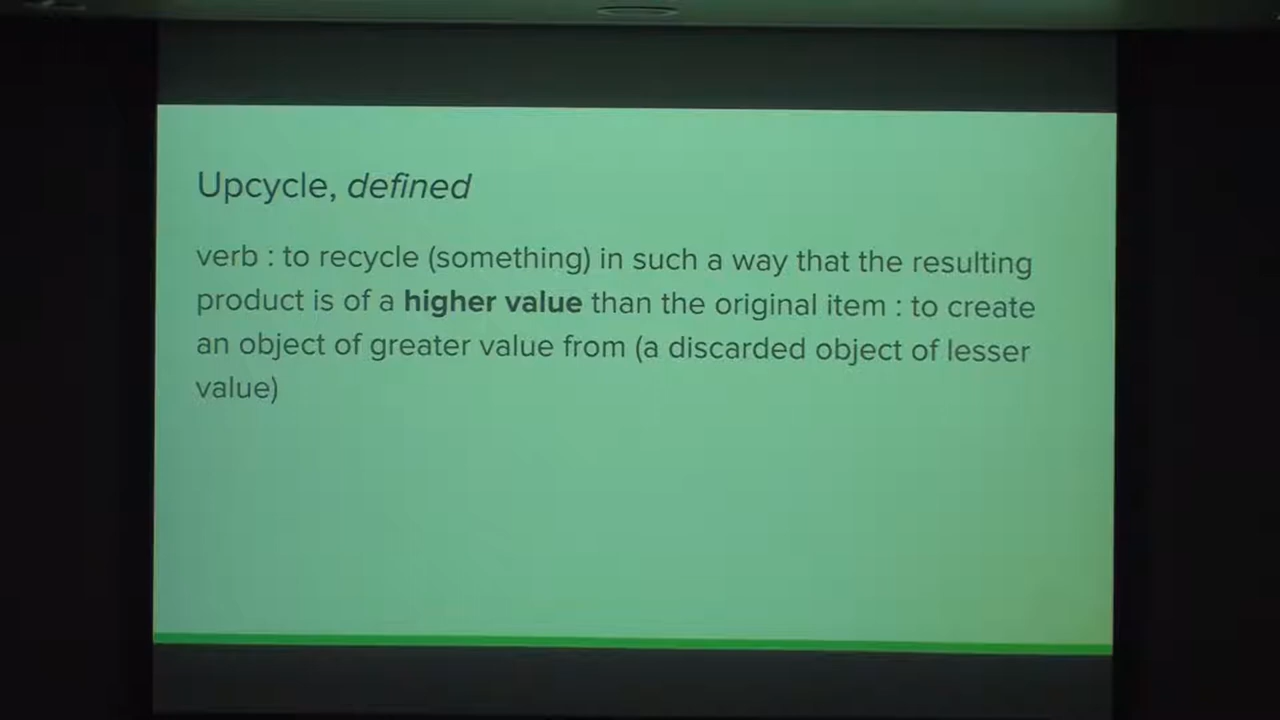 Upcycle, defined
verb : to recycle (something) in such a way that the resulting
product is of a higher value than the original item : to create
an object of greater value from (a discarded object of lesser
value)